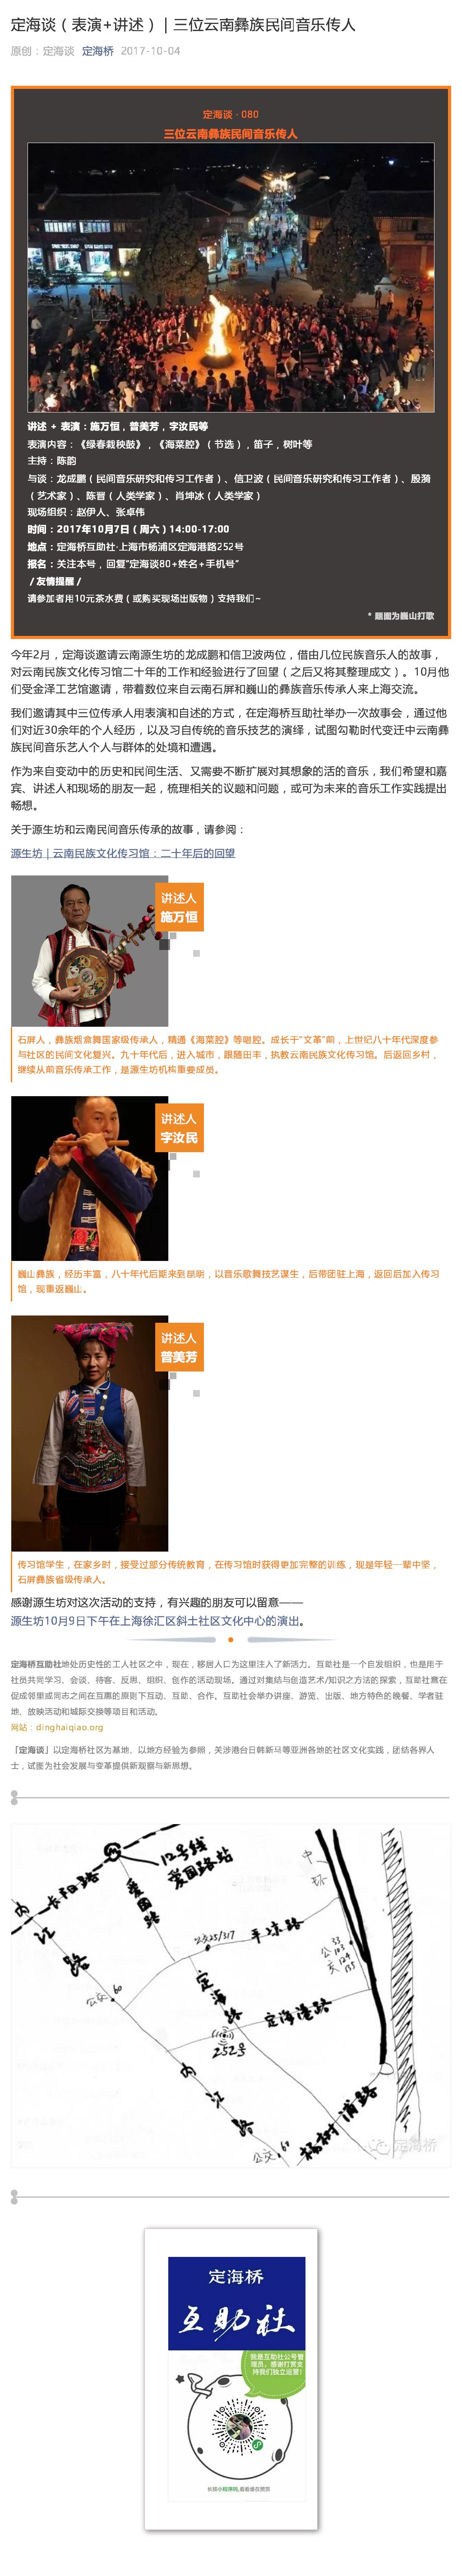 定海谈（表演+讲述）| 三位云南彝族民间音乐传人
原创：定海谈 定海桥 2017-10-04
定海谈 · 080
三位云南彝族民间音乐传人
讲述 + 表演：施万恒，普美芳，字汝民等
表演内容：《绿春栽秧鼓》，《海菜腔》（节选），笛子，树叶等
主持：陈韵
与谈：龙成鹏（民间音乐研究和传习工作者）、信卫波（民间音乐研究和传习工作者）、殷漪
（艺术家）、陈晋（人类学家）、肖坤冰（人类学家）
现场组织：赵伊人、张卓伟
时间：2017年10月7日（周六）14:00-17:00
地点：定海桥互助社·上海市杨浦区定海港路252号
报名：关注本号，回复"定海谈80+姓名+手机号"
/ 友情提醒 /
请参加者用10元茶水费（或购买现场出版物）支持我们~
* 题图为巍山打歌
今年2月，定海谈邀请云南源生坊的龙成鹏和信卫波两位，借由几位民族音乐人的故事，
对云南民族文化传习馆二十年的工作和经验进行了回望（之后又将其整理成文）。10月他
们受金泽工艺馆邀请，带着数位来自云南石屏和巍山的彝族音乐传承人来上海交流。
我们邀请其中三位传承人用表演和自述的方式，在定海桥互助社举办一次故事会，通过他
们对近30余年的个人经历，以及习自传统的音乐技艺的演绎，试图勾勒时代变迁中云南彝
族民间音乐艺人个人与群体的处境和遭遇。
作为来自变动中的历史和民间生活、又需要不断扩展对其想象的活的音乐，我们希望和嘉
宾、讲述人和现场的朋友一起，梳理相关的议题和问题，或可为未来的音乐工作实践提出
畅想。
关于源生坊和云南民间音乐传承的故事，请参阅：
源生坊 | 云南民族文化传习馆：二十年后的回望
讲述人
施万恒
石屏人，彝族烟盒舞国家级传承人，精通《海菜腔》等唱腔。成长于"文革"前，上世纪八十年代深度参
与社区的民间文化复兴。九十年代后，进入城市，跟随田丰，执教云南民族文化传习馆。后返回乡村，
继续从前音乐传承工作，是源生坊机构重要成员。
讲述人
字汝民
巍山彝族，经历丰富，八十年代后期来到昆明，以音乐歌舞技艺谋生，后带团驻上海，返回后加入传习
馆，现重返巍山。
讲述人
普美芳
传习馆学生，在家乡时，接受过部分传统教育，在传习馆时获得更加完整的训练，现是年轻一辈中坚，
石屏彝族省级传承人。
感谢源生坊对这次活动的支持，有兴趣的朋友可以留意——
源生坊10月9日下午在上海徐汇区斜土社区文化中心的演出。
定海桥互助社地处历史性的工人社区之中，现在，移居人口为这里注入了新活力。互助社是一个自发组织，也是用于
社员共同学习、会谈、待客、反思、组织、创作的活动现场。通过对集结与创造艺术/知识之方法的探索，互助社意在
促成邻里或同志之间在互熏的原则下互动、互助、合作。互助社会举办讲座、游览、出版、地方特色的晚餐、学者驻
地、放映活动和城际交换等项目和活动。
网站：dinghaiqiao.org
「定海谈」以定海桥社区为基地、以地方经验为参照，关涉港台日韩新马等亚洲各地的社区文化实践，团结各界人
士，试图为社会发展与变革提供新观察与新思想。
12号线
爱国路站
中环
内江路
长阳路
爱国路
公交25/317
平凉路
公交
33
103
124
135
公交60
定海路
定海港路
252号
内江路
公交61
杨树浦路
定海桥
定海桥
互助社
我是互助社公号管
理员，感谢打赏支
持我们独立运营！
长按小程序码，看看谁在赞赏